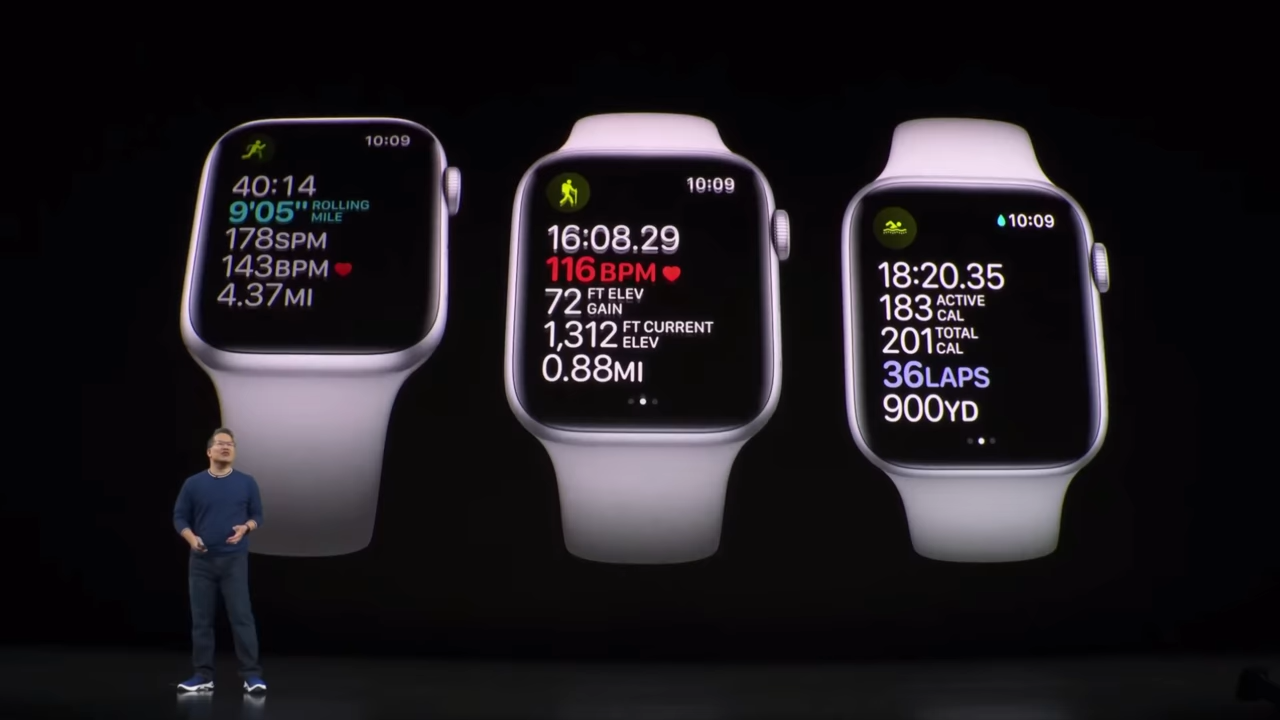 10:09
40:14
9'05" ROLLING MILE
178SPM
143BPM
4.37MI
10:09
16:08.29
116BPM
72 FT ELEV GAIN
1,312 FT CURRENT ELEV
0.88MI
10:09
18:20.35
183 ACTIVE CAL
201 TOTAL CAL
36LAPS
900YD